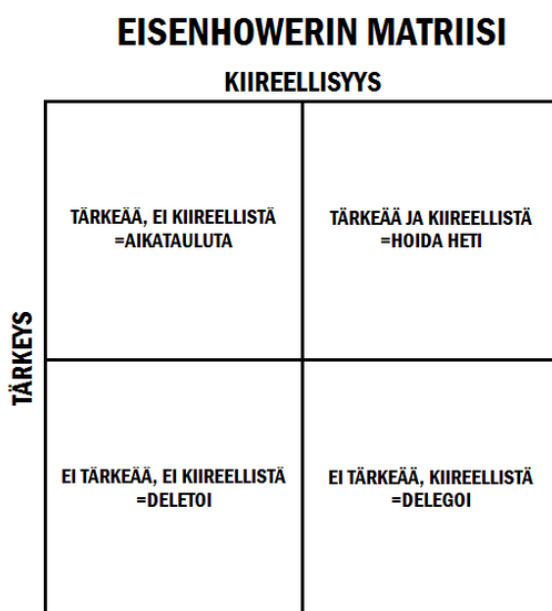 EISENHOWERIN MATRIISI
KIIREELLISYYS
TÄRKEYS
TÄRKEÄÄ, EI KIIREELLISTÄ
=AIKATAULUTA
TÄRKEÄÄ JA KIIREELLISTÄ
=HOIDA HETI
EI TÄRKEÄÄ, EI KIIREELLISTÄ
=DELETOI
EI TÄRKEÄÄ, KIIREELLISTÄ
=DELEGOI